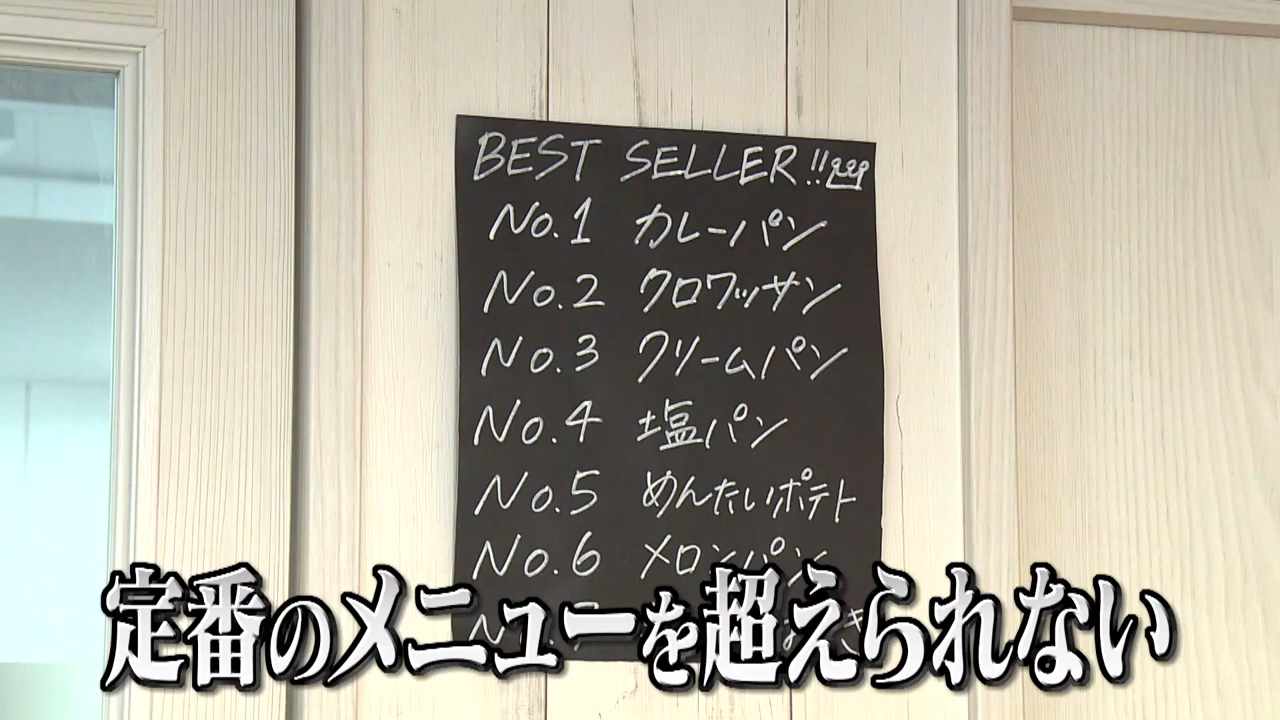 BEST SELLER!!
No.1 カレーパン
No.2 クロワッサン
No.3 クリームパン
No.4 塩パン
No.5 めんたいポテト
No.6 メロンパン
定番のメニューを超えられない